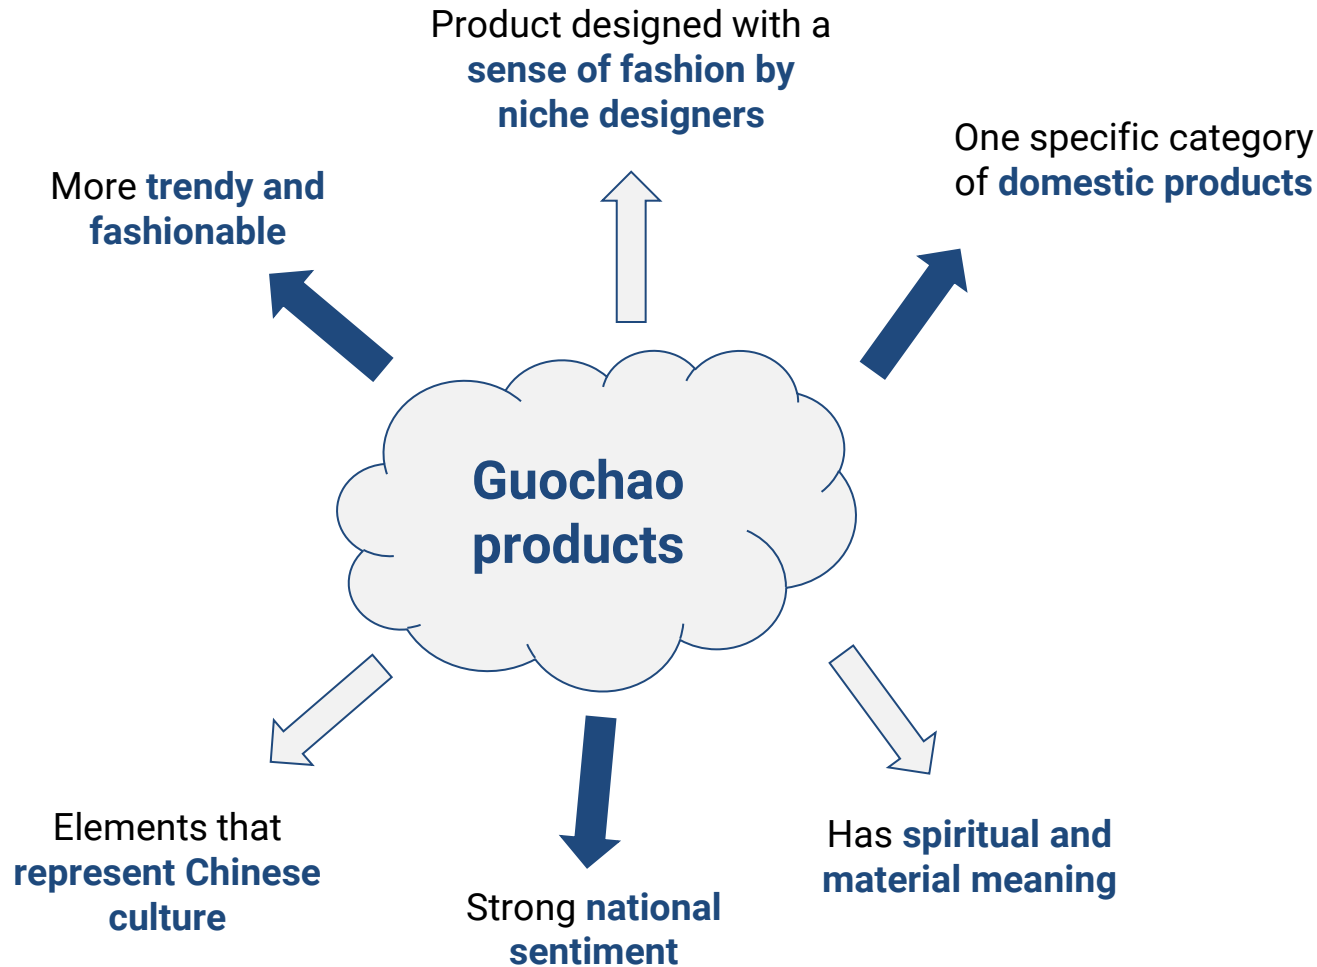 Product designed with a
sense of fashion by
niche designers
One specific category
of domestic products
More trendy and
fashionable
Guochao
products
Elements that
represent Chinese
culture
Has spiritual and
material meaning
Strong national
sentiment